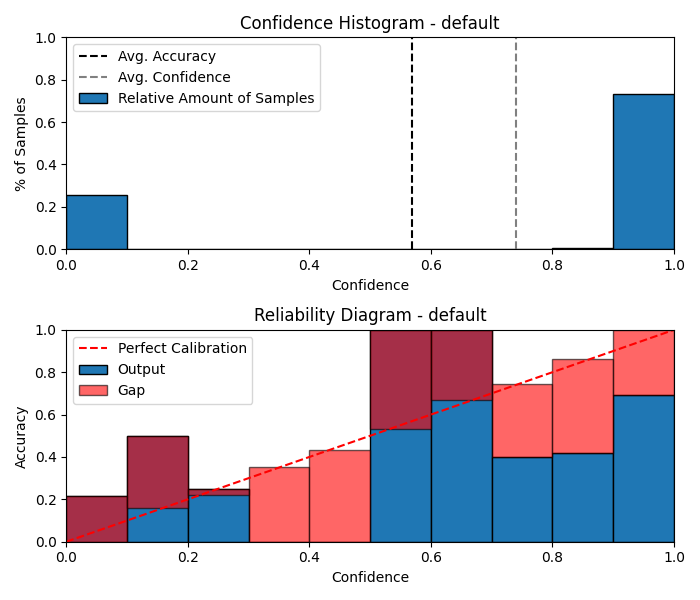 Confidence Histogram - default
1.0
0.8
0.6
0.4
0.2
0.0
% of Samples
Avg. Accuracy
Avg. Confidence
Relative Amount of Samples
0.0 0.2 0.4 0.6 0.8 1.0
Confidence
Reliability Diagram - default
1.0
0.8
0.6
0.4
0.2
0.0
Accuracy
Perfect Calibration
Output
Gap
0.0 0.2 0.4 0.6 0.8 1.0
Confidence